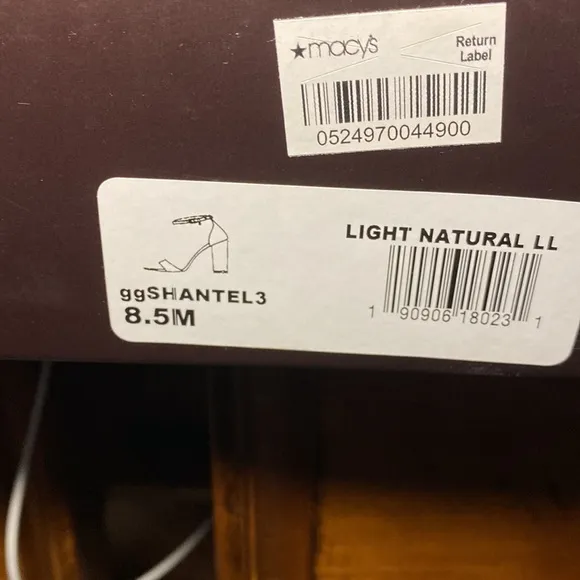 ★macy's
Return
Label
0524970044900
LIGHT NATURAL LL
ggSHANTEL3
8.5M
1 90906 18023 1